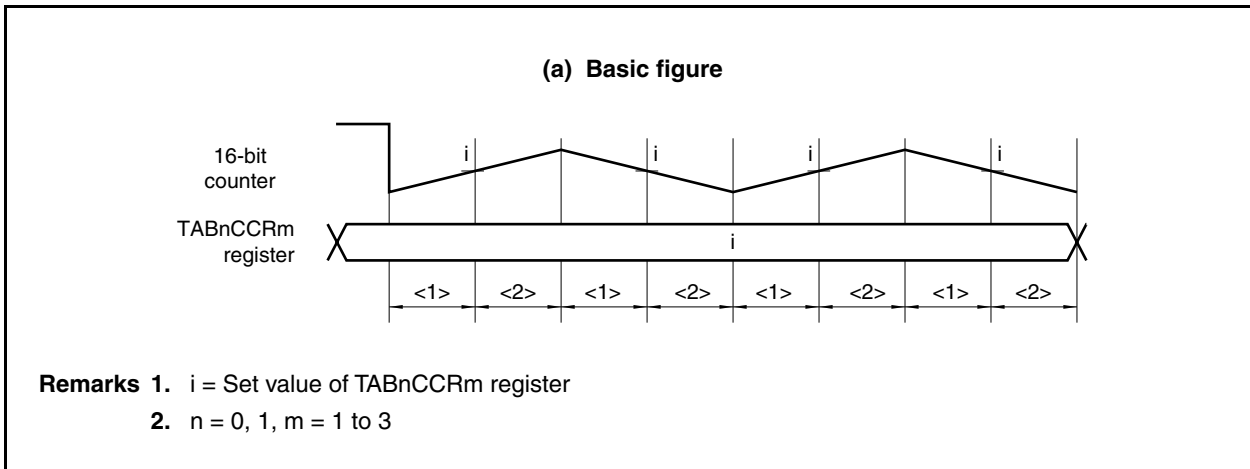 (a) Basic figure
16-bit
counter
i i i i
TABnCCRm
register
i
<1> <2> <1> <2> <1> <2> <1> <2>
Remarks 1. i = Set value of TABnCCRm register
2. n = 0, 1, m = 1 to 3